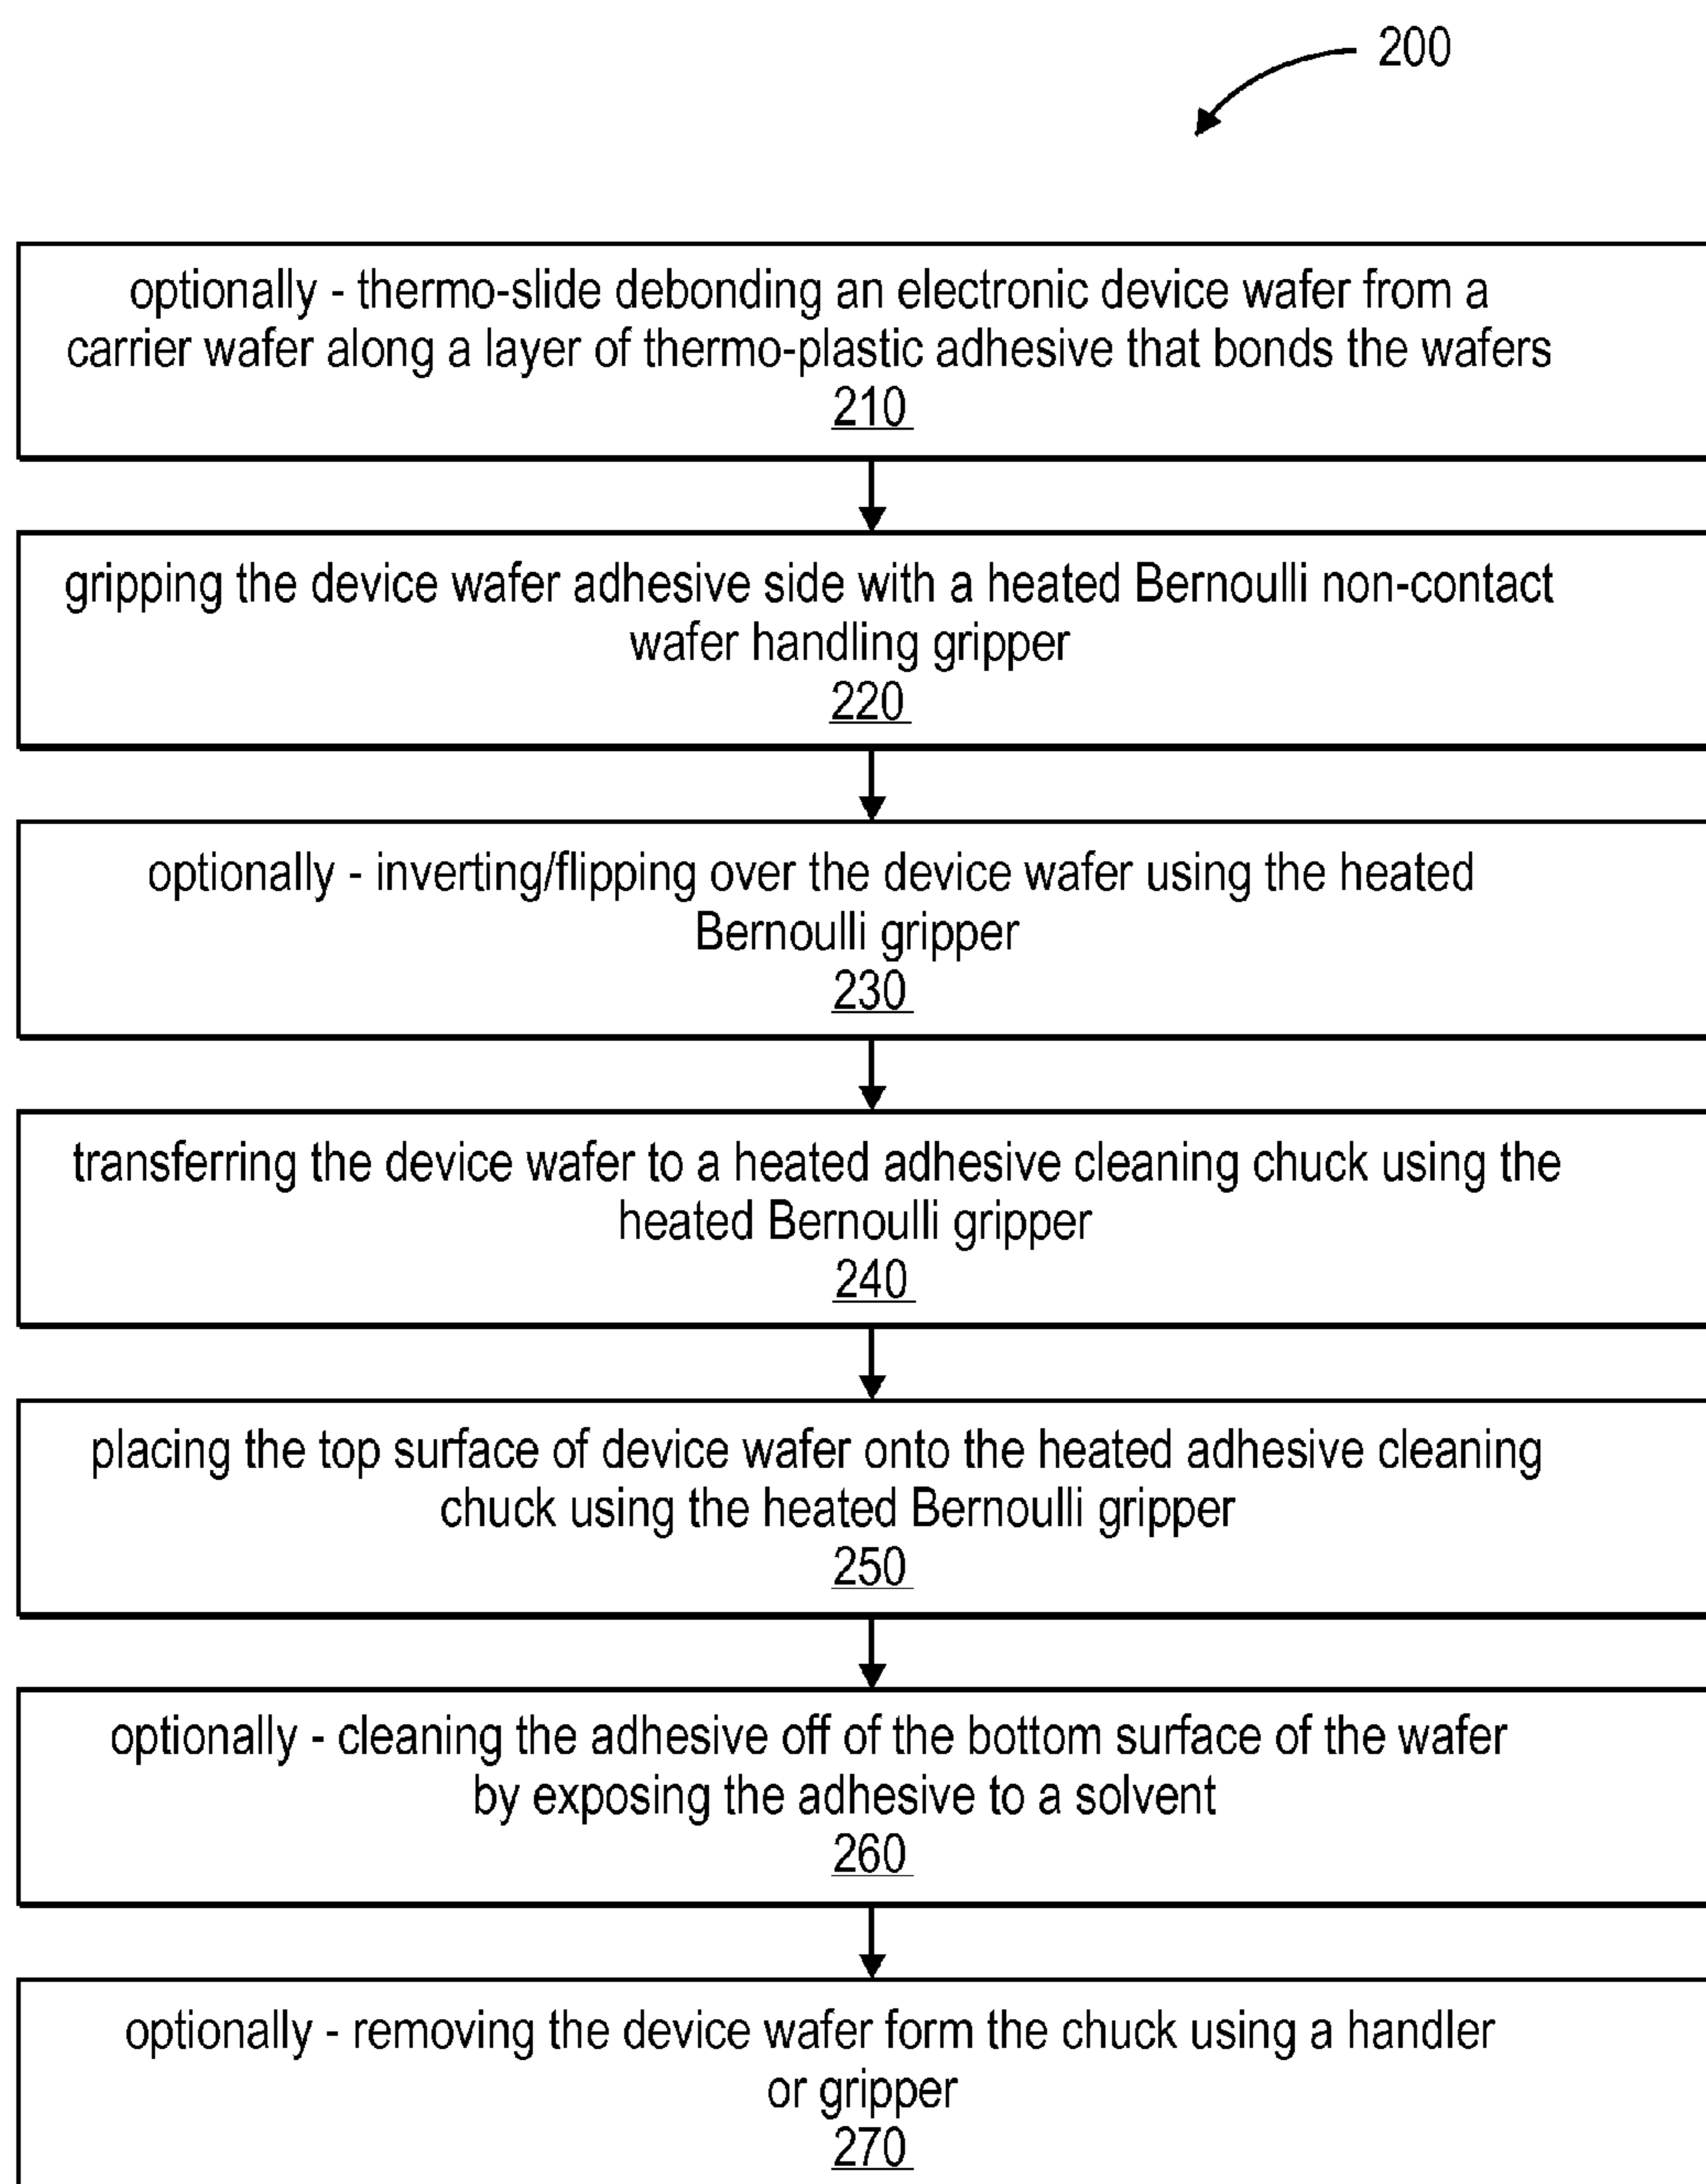 200
optionally - thermo-slide debonding an electronic device wafer from a
carrier wafer along a layer of thermo-plastic adhesive that bonds the wafers
210
gripping the device wafer adhesive side with a heated Bernoulli non-contact
wafer handling gripper
220
optionally - inverting/flipping over the device wafer using the heated
Bernoulli gripper
230
transferring the device wafer to a heated adhesive cleaning chuck using the
heated Bernoulli gripper
240
placing the top surface of device wafer onto the heated adhesive cleaning
chuck using the heated Bernoulli gripper
250
optionally - cleaning the adhesive off of the bottom surface of the wafer
by exposing the adhesive to a solvent
260
optionally - removing the device wafer form the chuck using a handler
or gripper
270